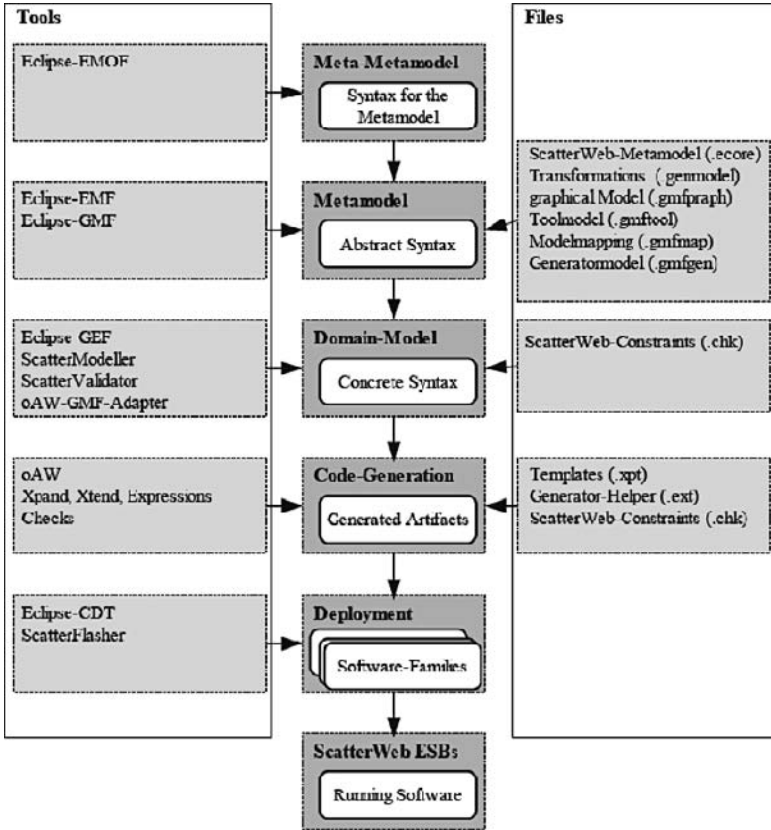 Tools
Eclipse-EMOF
Eclipse-EMF
Eclipse-GMF
Eclipse-GEF
ScatterModeller
ScatterValidator
oAW-GMF-Adapter
oAW
Xpand, Xtend, Expressions
Checks
Eclipse-CDT
ScatterFlasher
Meta-Metamodel
Syntax for the
Metamodel
Metamodel
Abstract Syntax
Domain-Model
Concrete Syntax
Code-Generation
Generated Artifacts
Deployment
Software-Families
ScatterWeb ESBs
Running Software
Files
ScatterWeb-Metamodel (.ecore)
Transformations (.genmodel)
graphical Model (.gmfpraph)
Toolmodel (.gmftool)
Modelmapping (.gmfmap)
Generatormodel (.gmfgen)
ScatterWeb-Constraints (.chk)
Templates (.xpt)
Generator-Helper (.ext)
ScatterWeb-Constraints (.chk)